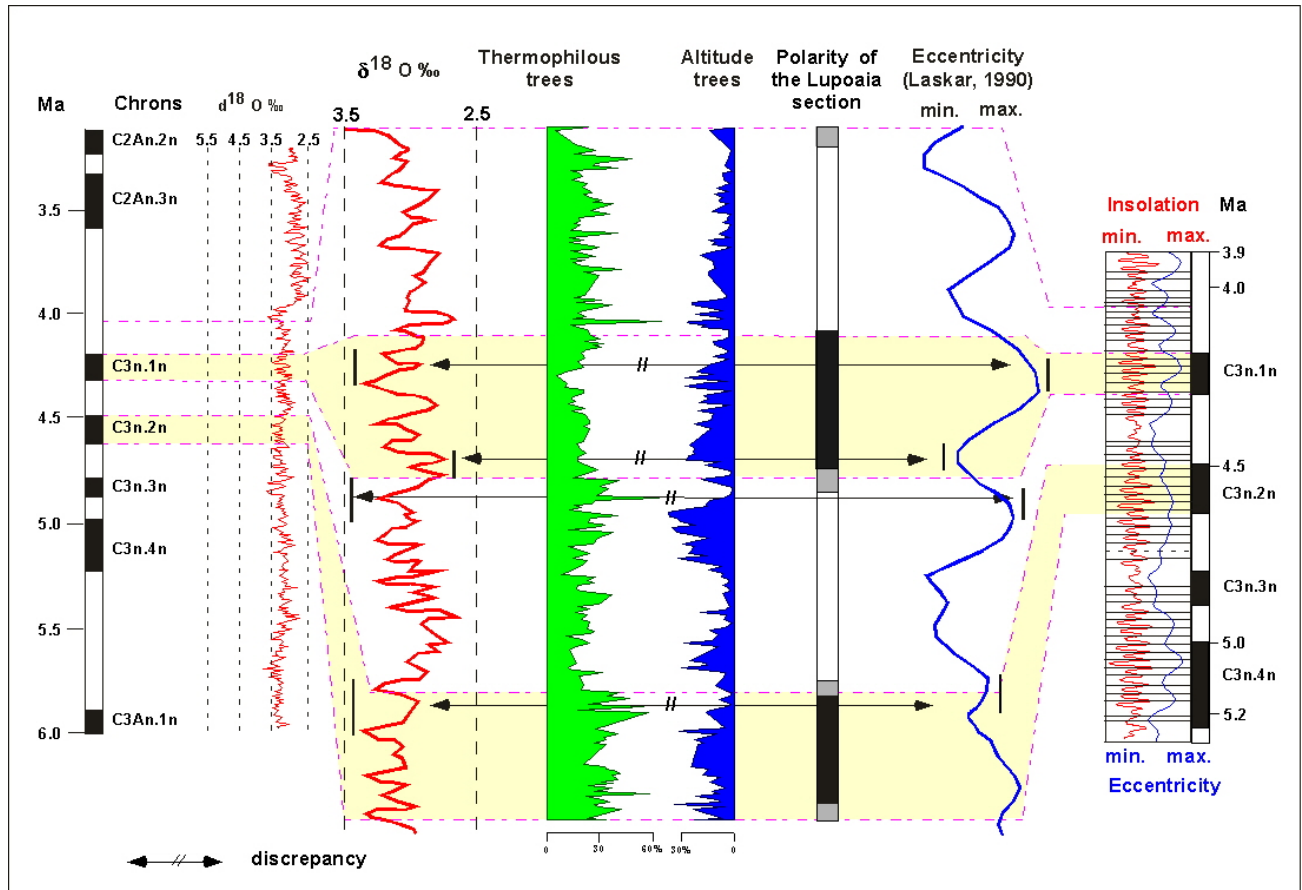 δ18 O ‰
Thermophilous
trees
Altitude
trees
Polarity of
the Lupoaia
section
Eccentricity
(Laskar, 1990)
min. max.
Ma Chrons d18 O ‰
3.5 2.5
5.5 4.5 3.5 2.5
C2An.2n
C2An.3n
3.5
4.0
C3n.1n
4.5
C3n.2n
C3n.3n
5.0
C3n.4n
5.5
C3An.1n
6.0
Insolation Ma
min. max.
3.9
4.0
C3n.1n
4.5
C3n.2n
C3n.3n
5.0
C3n.4n
5.2
min. max.
Eccentricity
//
//
//
//
0 30 60% 30% 0
// discrepancy